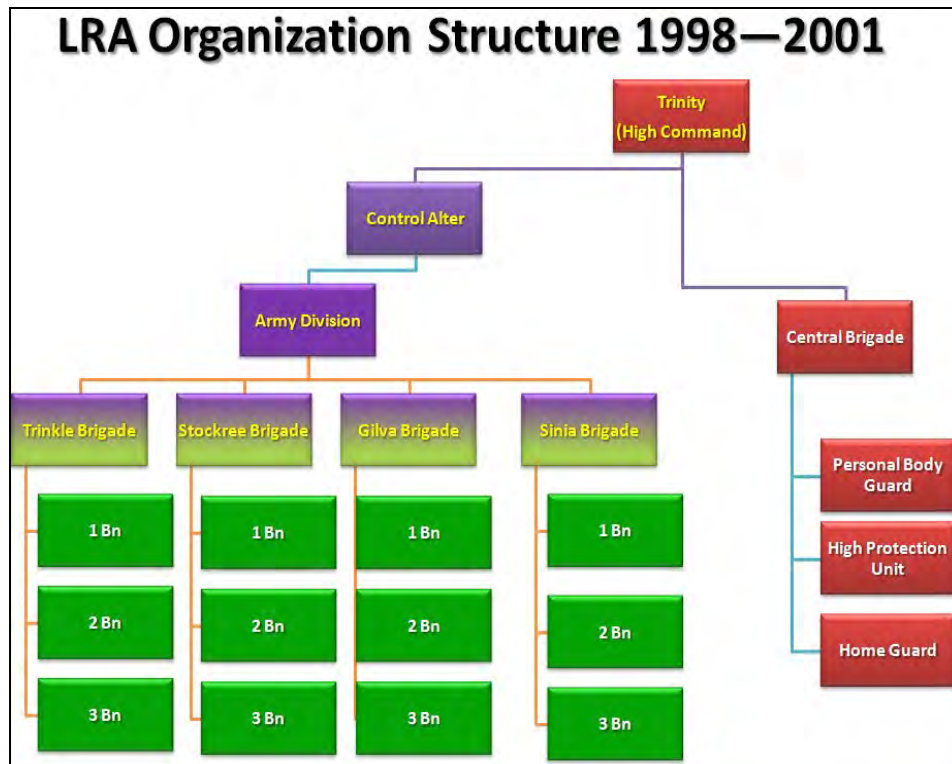 LRA Organization Structure 1998—2001
Trinity
(High Command)
Control Alter
Army Division
Central Brigade
Trinkle Brigade
Stockree Brigade
Gilva Brigade
Sinia Brigade
Personal Body
Guard
High Protection
Unit
Home Guard
1 Bn
1 Bn
1 Bn
1 Bn
2 Bn
2 Bn
2 Bn
2 Bn
3 Bn
3 Bn
3 Bn
3 Bn